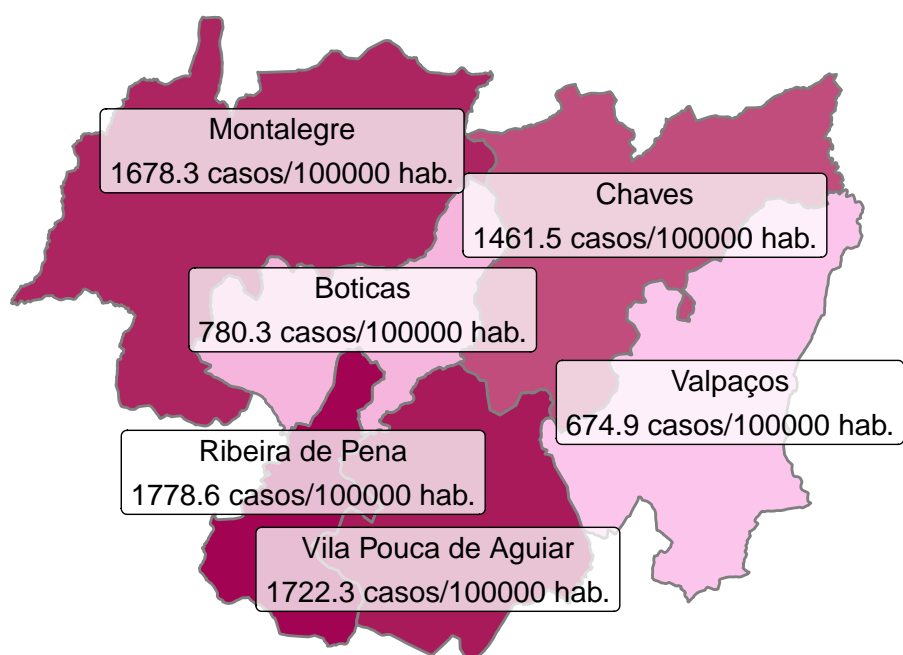 Montalegre
1678.3 casos/100000 hab.
Chaves
1461.5 casos/100000 hab.
Boticas
780.3 casos/100000 hab.
Valpaços
674.9 casos/100000 hab.
Ribeira de Pena
1778.6 casos/100000 hab.
Vila Pouca de Aguiar
1722.3 casos/100000 hab.